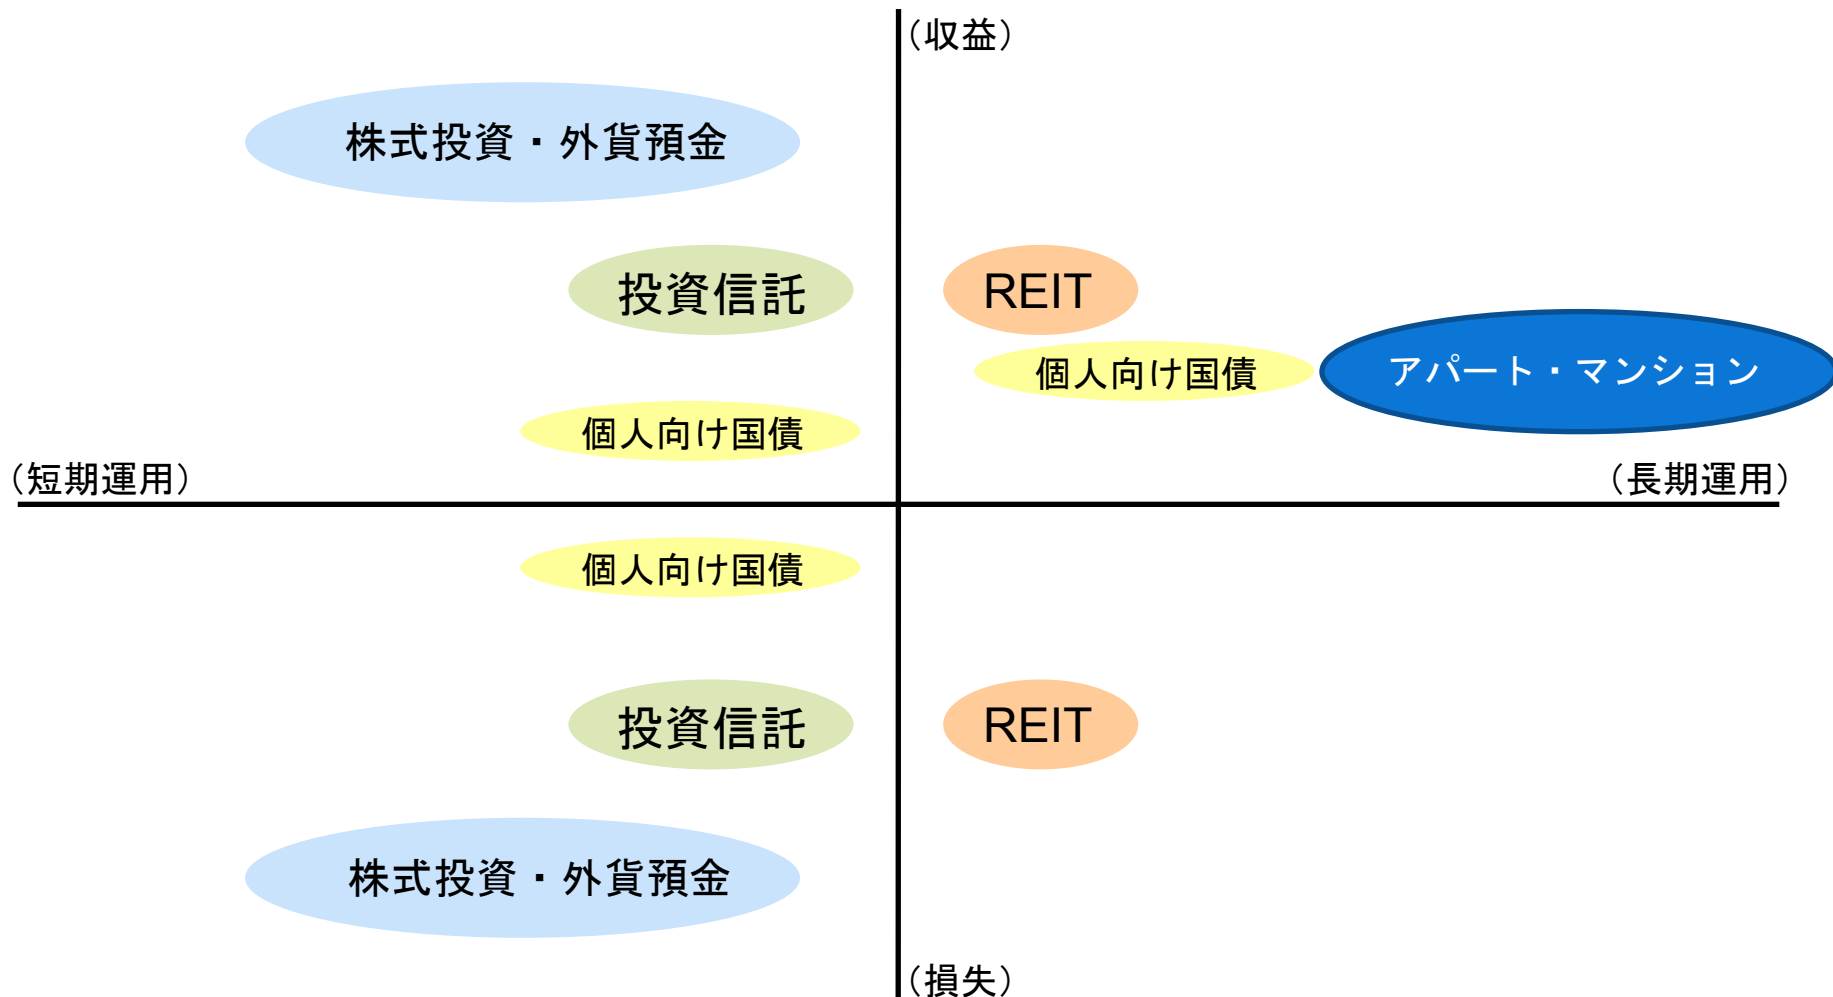 （収益）
株式投資・外貨預金
投資信託
REIT
個人向け国債
アパート・マンション
個人向け国債
（短期運用）
（長期運用）
個人向け国債
投資信託
REIT
株式投資・外貨預金
（損失）